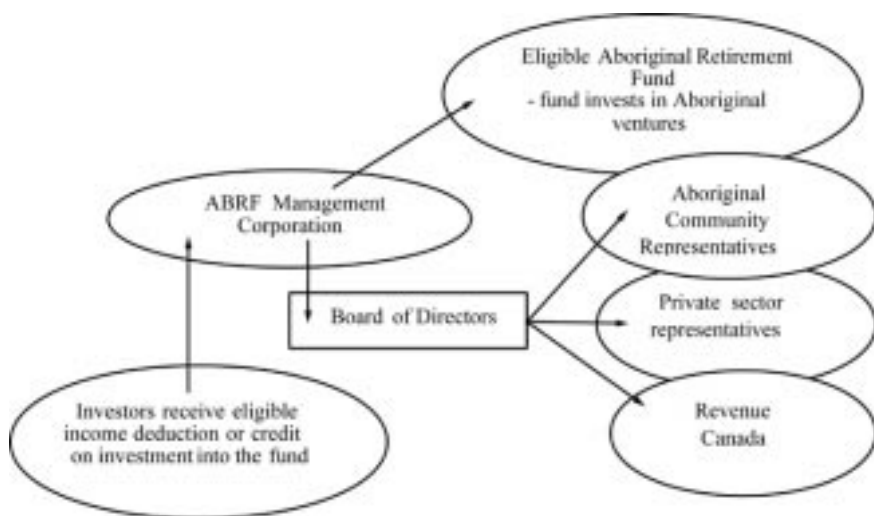 Eligible Aboriginal Retirement
Fund
- fund invests in Aboriginal
ventures
ABRF Management
Corporation
Aboriginal
Community
Representatives
Board of Directors
Private sector
representatives
Investors receive eligible
income deduction or credit
on investment into the fund
Revenue
Canada